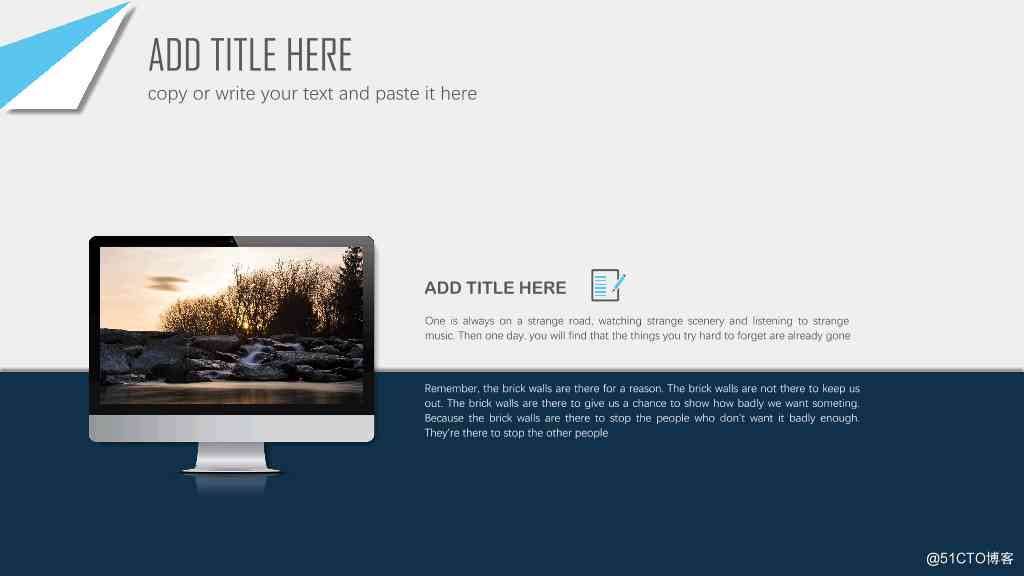 ADD TITLE HERE
copy or write your text and paste it here
ADD TITLE HERE
One is always on a strange road, watching strange scenery and listening to strange
music. Then one day, you will find that the things you try hard to forget are already gone
Remember, the brick walls are there for a reason. The brick walls are not there to keep us
out. The brick walls are there to give us a chance to show how badly we want someting.
Because the brick walls are there to stop the people who don't want it badly enough.
They're there to stop the other people
@51CTO博客